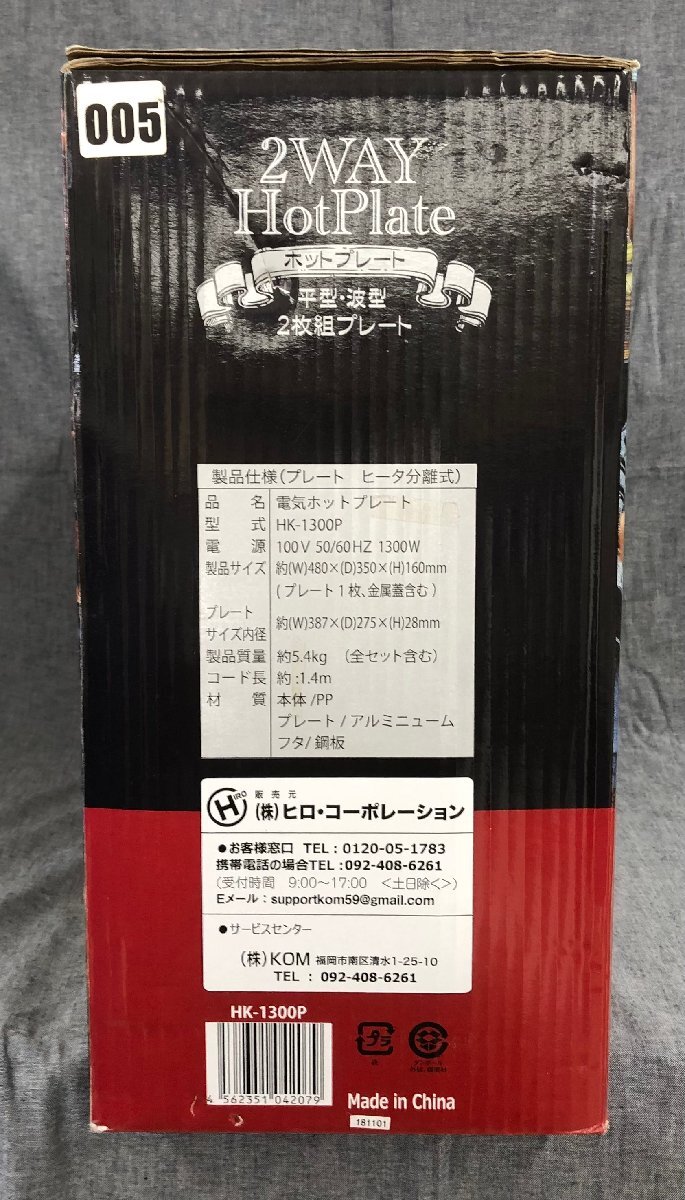 005
2WAY
HotPlate
ホットプレート
平型・波型
2枚組プレート
製品仕様（プレート　ヒータ分離式）
品　名　電気ホットプレート
型　式　HK-1300P
電　源　100V 50/60HZ 1300W
製品サイズ　約(W)480×(D)350×(H)160mm
(プレート1枚、金属蓋含む)
プレート
サイズ内径　約(W)387×(D)275×(H)28mm
製品質量　約5.4kg　(全セット含む)
コード長　約:1.4m
材　質　本体/PP
プレート/アルミニューム
フタ/鋼板
HIRO
販売元
(株)ヒロ・コーポレーション
●お客様窓口　TEL：0120-05-1783
携帯電話の場合TEL：092-408-6261
(受付時間　9:00～17:00　<土日除く>)
Eメール：supportkom59@gmail.com
●サービスセンター
(株)KOM 福岡市南区清水1-25-10
TEL ： 092-408-6261
HK-1300P
4 562351 042079
プラ
ダンボール
Made in China
181101